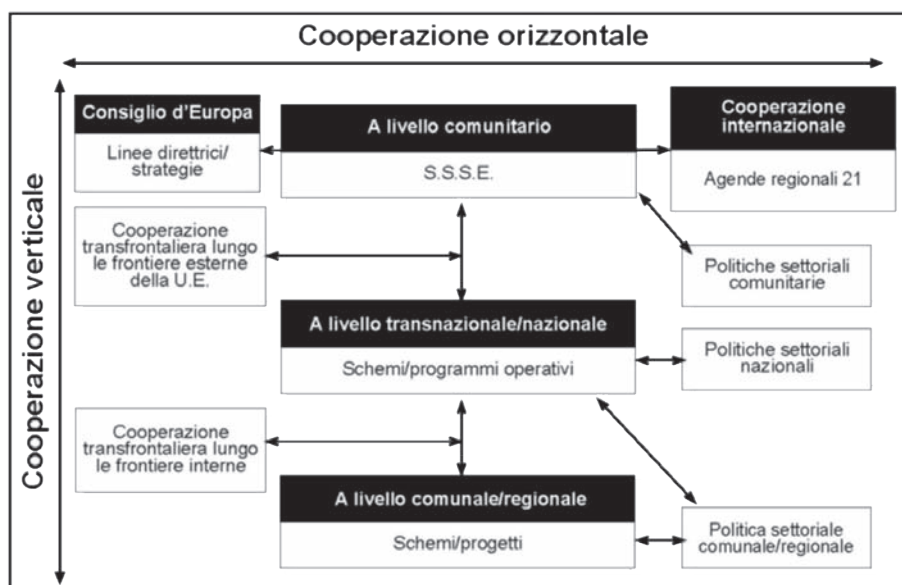 Cooperazione orizzontale
Cooperazione verticale
Consiglio d'Europa
Linee direttrici/
strategie
A livello comunitario
S.S.S.E.
Cooperazione
internazionale
Agende regionali 21
Cooperazione
transfrontaliera lungo
le frontiere esterne
della U.E.
Politiche settoriali
comunitarie
A livello transnazionale/nazionale
Schemi/programmi operativi
Politiche settoriali
nazionali
Cooperazione
transfrontaliera lungo
le frontiere interne
A livello comunale/regionale
Schemi/progetti
Politica settoriale
comunale/regionale